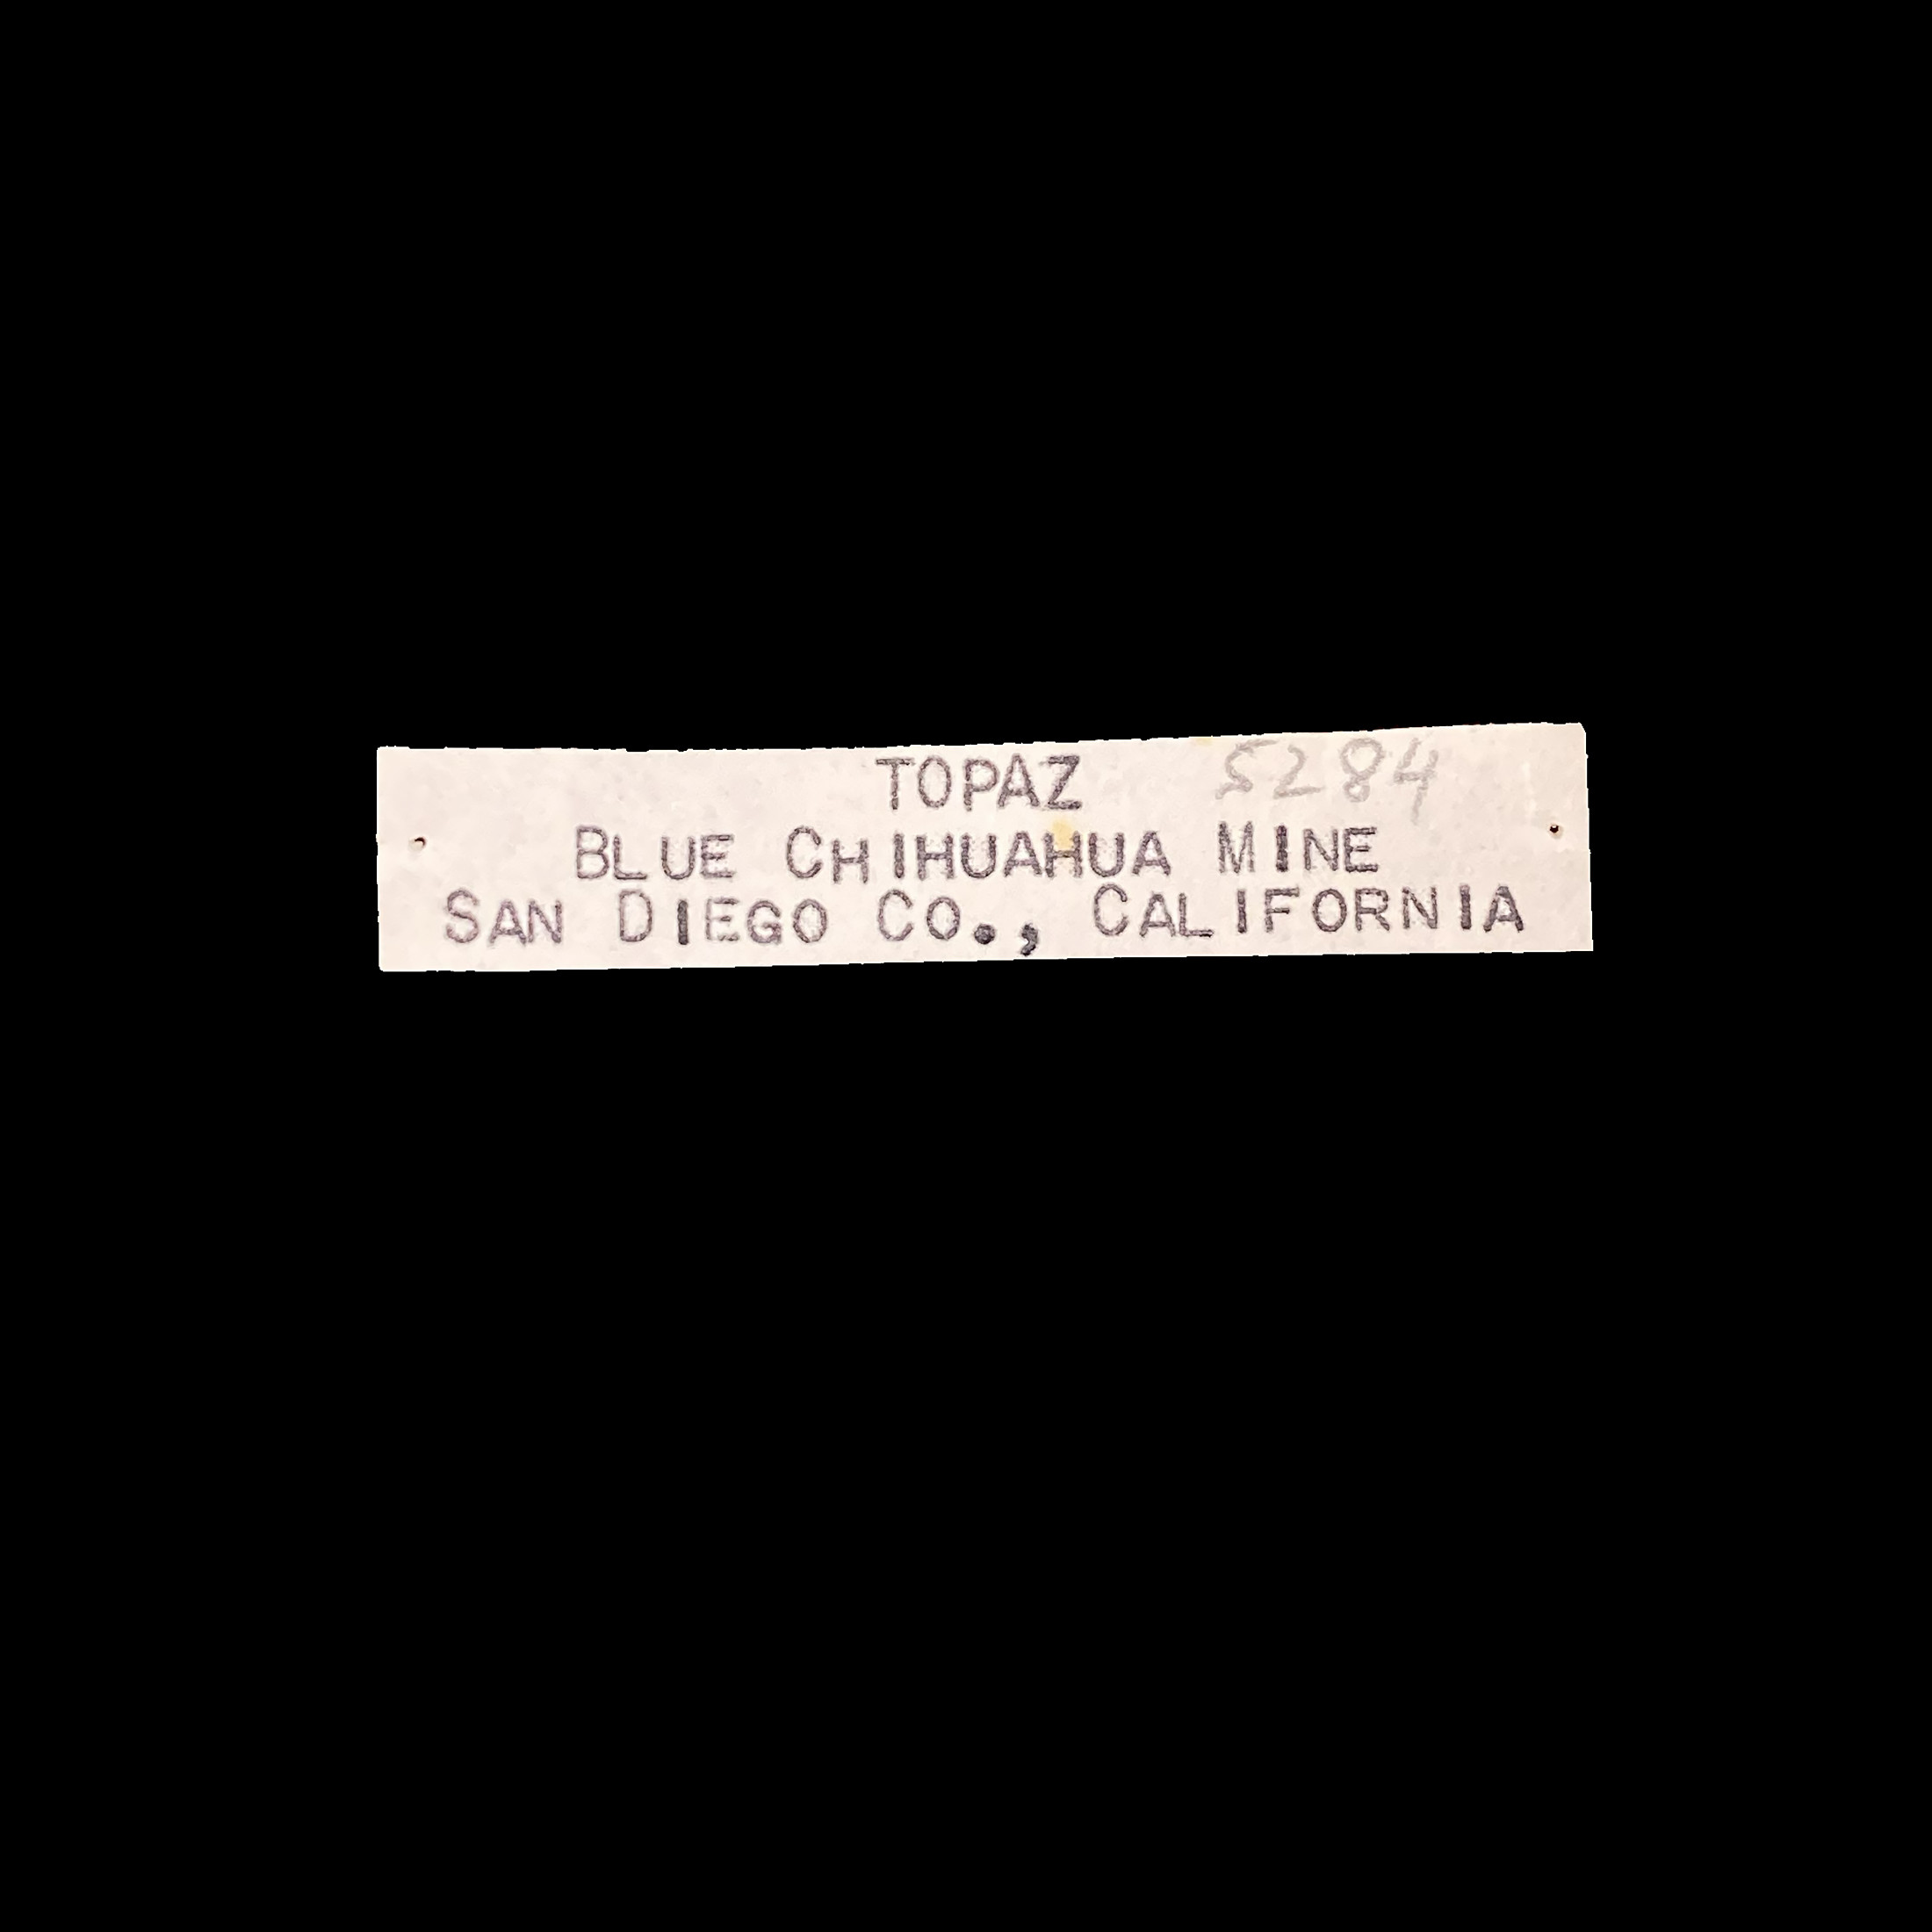 TOPAZ 5284
BLUE CHIHUAHUA MINE
SAN DIEGO CO., CALIFORNIA